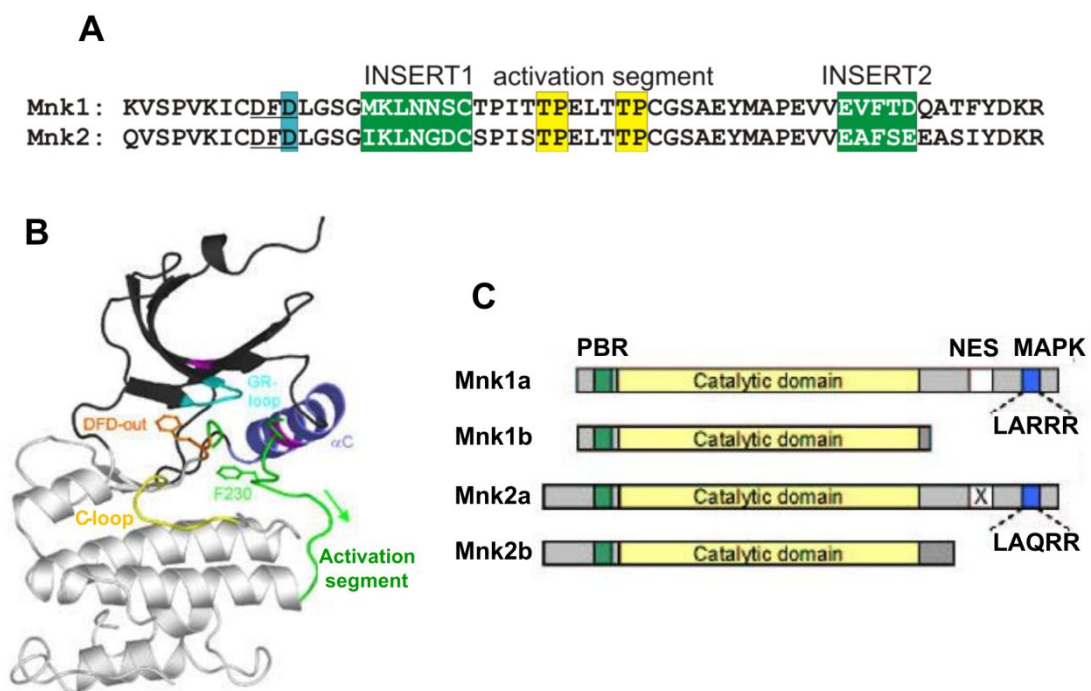 A
INSERT1 activation segment INSERT2
Mnk1: KVSPVKICDFDLGSGMKLNNSCTPITTPELTTPCGSAEYMAPEVVEVFTDQATFYDKR
Mnk2: QVSPVKICDFDLGSGIKLNGDCSPISTPELTTPCGSAEYMAPEVVEAFSEEASIYDKR
B
GR-
loop
DFD-out
αC
F230
C-loop
Activation
segment
C
PBR NES MAPK
Mnk1a Catalytic domain
LARRR
Mnk1b Catalytic domain
Mnk2a Catalytic domain X
LAQRR
Mnk2b Catalytic domain